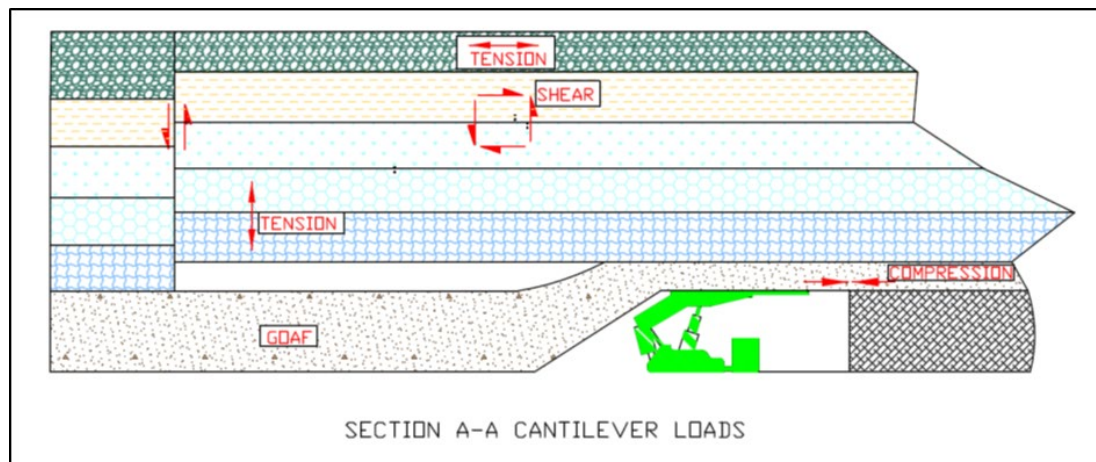 TENSION
SHEAR
TENSION
COMPRESSION
GOAF
SECTION A-A CANTILEVER LOADS